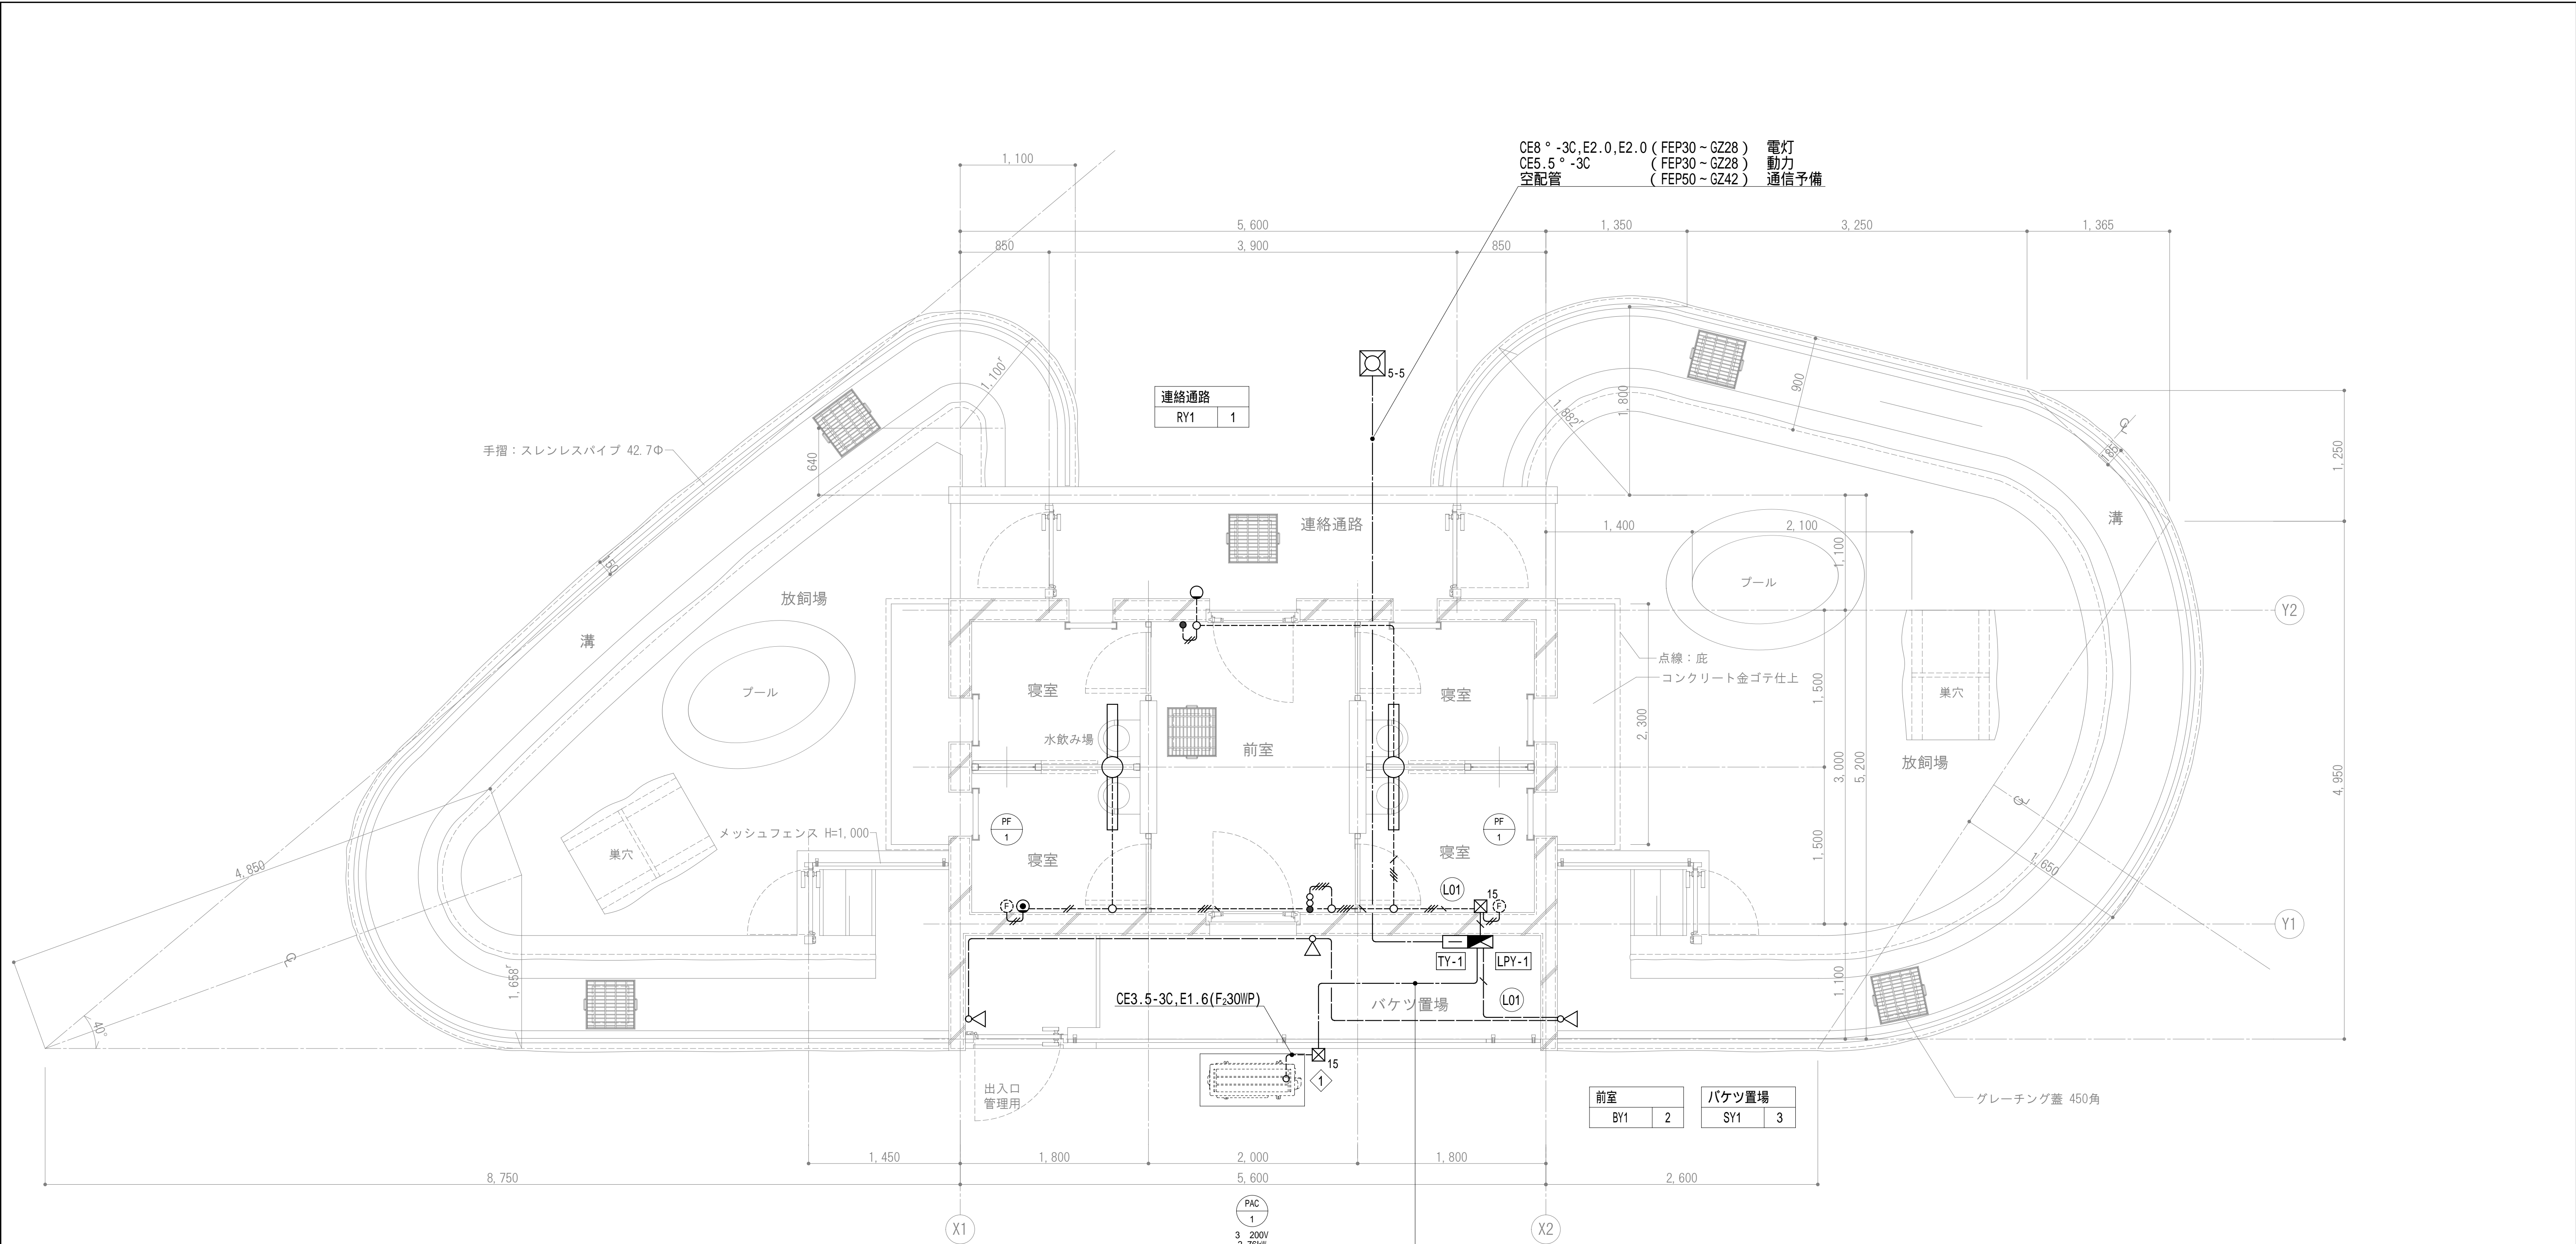 CE8°-3C,E2.0,E2.0 ( FEP30 ~ GZ28 ) 電灯
CE5.5°-3C ( FEP30 ~ GZ28 ) 動力
空配管 ( FEP50 ~ GZ42 ) 通信予備
1,100
5,600
1,350
3,250
1,365
850
3,900
850
5-5
連絡通路
RY1 1
1,100r
1,882r
1,800
900
185
℄
1,250
手摺：スレンレスパイプ 42.7Φ
640
150
連絡通路
溝
1,400
2,100
1,100
放飼場
プール
溝
プール
Y2
点線：庇
コンクリート金ゴテ仕上
寝室
寝室
水飲み場
前室
2,300
1,500
3,000
5,200
巣穴
放飼場
4,950
℄
PF
1
PF
1
メッシュフェンス H=1,000
巣穴
寝室
寝室
1,500
1,650
4,850
L01
15
F
F
Y1
℄
1,658r
TY-1
LPY-1
1,100
CE3.5-3C,E1.6(F₂30WP)
バケツ置場
L01
40°
15
1
出入口
管理用
前室
BY1 2
バケツ置場
SY1 3
グレーチング蓋 450角
1,450
1,800
2,000
1,800
8,750
5,600
2,600
PAC
1
X1
X2
3 200V